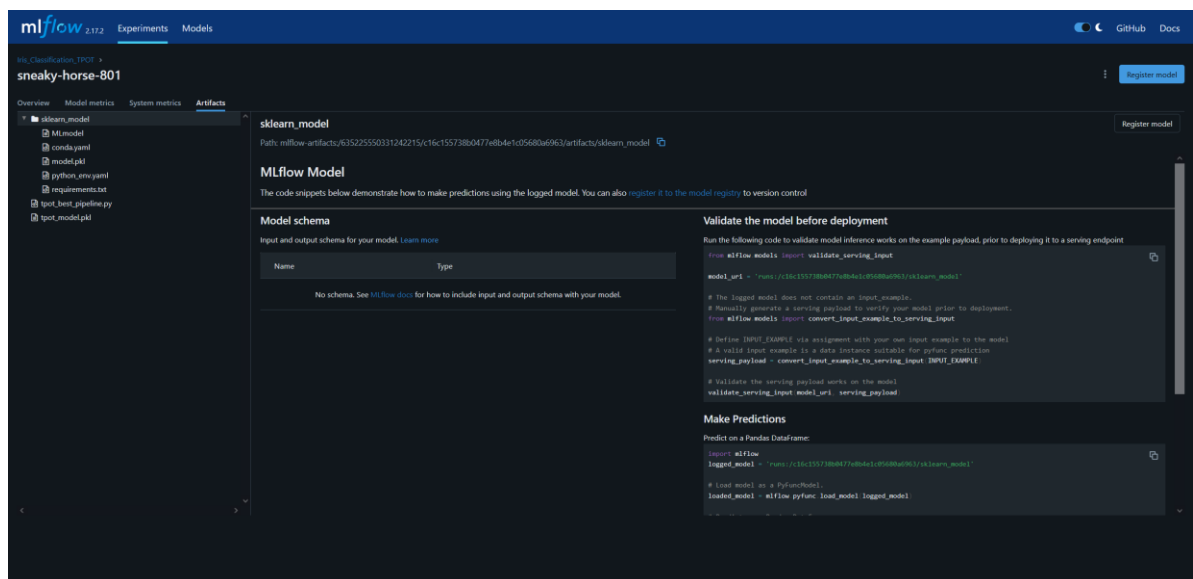 mlflow 2.17.2 Experiments Models GitHub Docs
Iris_Classification_TPOT >
sneaky-horse-801
Register model
Overview Model metrics System metrics Artifacts
sklearn_model
MLmodel
conda.yaml
model.pkl
python_env.yaml
requirements.txt
tpot_best_pipeline.py
tpot_model.pkl
sklearn_model
Register model
Path: mlflow-artifacts:/635225550331242215/c16c155738b0477e8b4e1c05680a6963/artifacts/sklearn_model
MLflow Model
The code snippets below demonstrate how to make predictions using the logged model. You can also register it to the model registry to version control
Model schema
Input and output schema for your model. Learn more
Name Type
No schema. See MLflow docs for how to include input and output schema with your model.
Validate the model before deployment
Run the following code to validate model inference works on the example payload, prior to deploying it to a serving endpoint
from mlflow.models import validate_serving_input
model_uri = 'runs:/c16c155738b0477e8b4e1c05680a6963/sklearn_model'
# The logged model does not contain an input_example.
# Manually generate a serving payload to verify your model prior to deployment.
from mlflow.models import convert_input_example_to_serving_input
# Define INPUT_EXAMPLE via assignment with your own input example to the model
# A valid input example is a data instance suitable for pyfunc prediction
serving_payload = convert_input_example_to_serving_input(INPUT_EXAMPLE)
# Validate the serving payload works on the model
validate_serving_input(model_uri, serving_payload)
Make Predictions
Predict on a Pandas DataFrame:
import mlflow
logged_model = 'runs:/c16c155738b0477e8b4e1c05680a6963/sklearn_model'
# Load model as a PyFuncModel.
loaded_model = mlflow.pyfunc.load_model(logged_model)